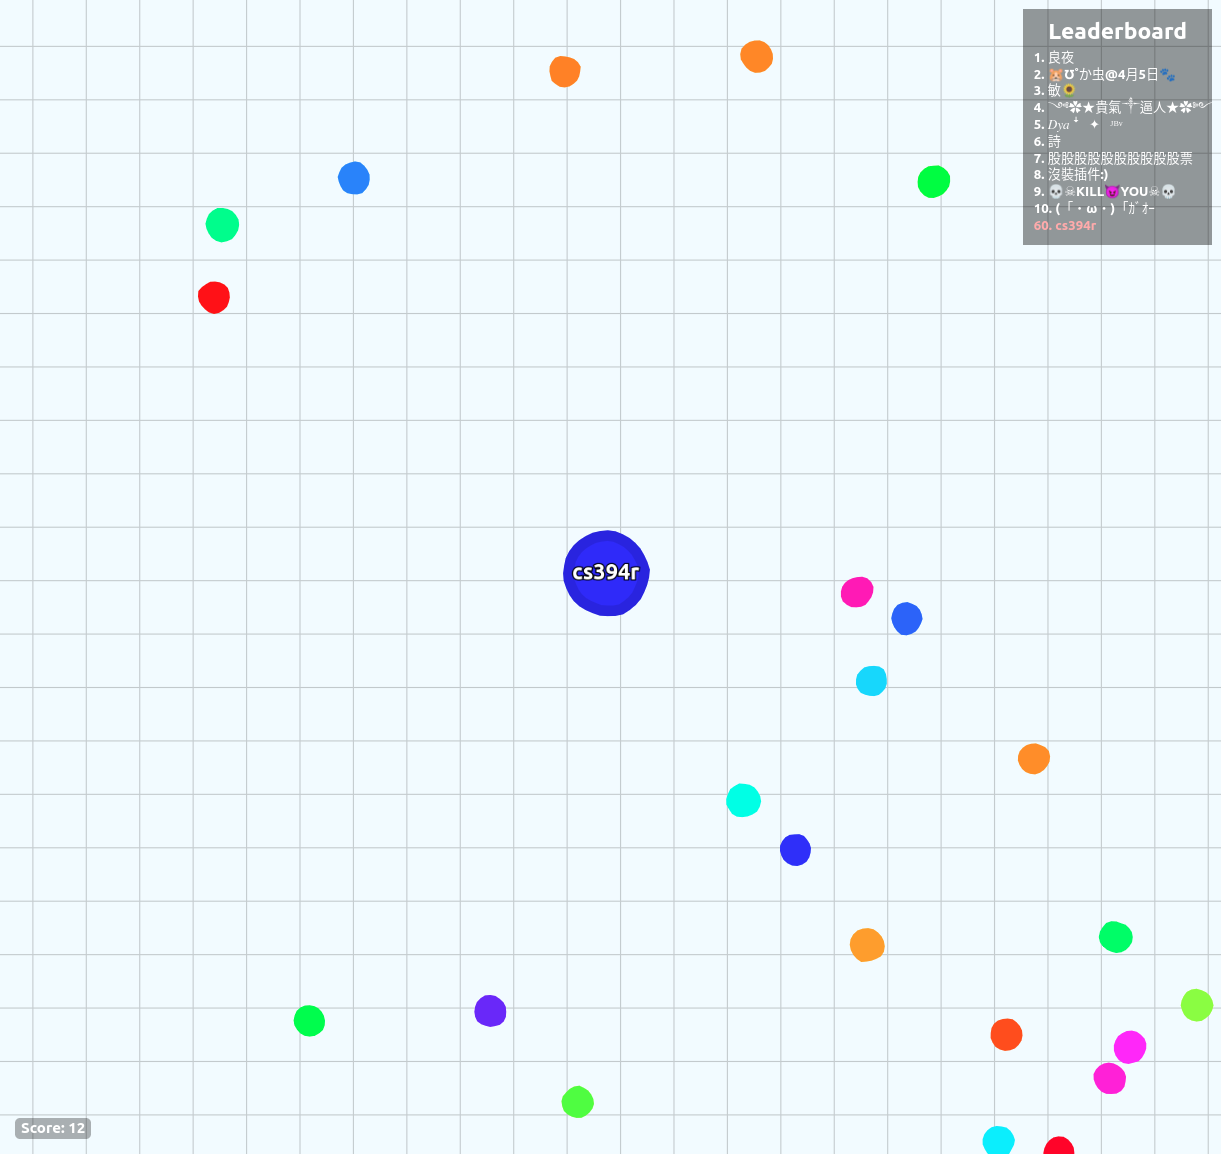 Leaderboard
1. 良夜
2. 🐹℧˚か虫@4月5日🐾
3. 敏🌻
4. ༺✿★貴氣༒逼人★✿༻
5. Dya ✦ ᴶᴮᵛ
6. 詩
7. 股股股股股股股股股股票
8. 沒裝插件:)
9. 💀☠KILL😈YOU☠💀
10. (「・ω・)「ガオー
60. cs394r
cs394r
Score: 12